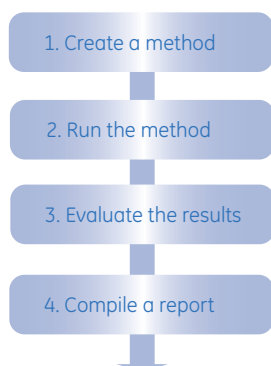 1. Create a method
2. Run the method
3. Evaluate the results
4. Compile a report